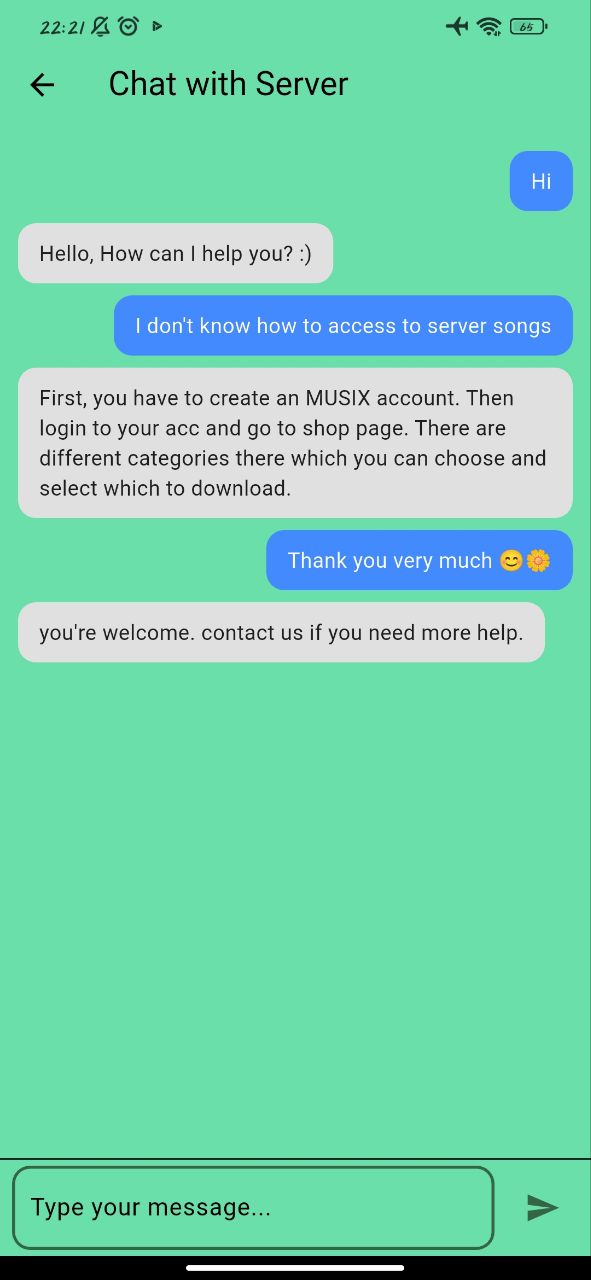 22:21
65
Chat with Server
Hi
Hello, How can I help you? :)
I don't know how to access to server songs
First, you have to create an MUSIX account. Then
login to your acc and go to shop page. There are
different categories there which you can choose and
select which to download.
Thank you very much 😊🌼
you're welcome. contact us if you need more help.
Type your message...